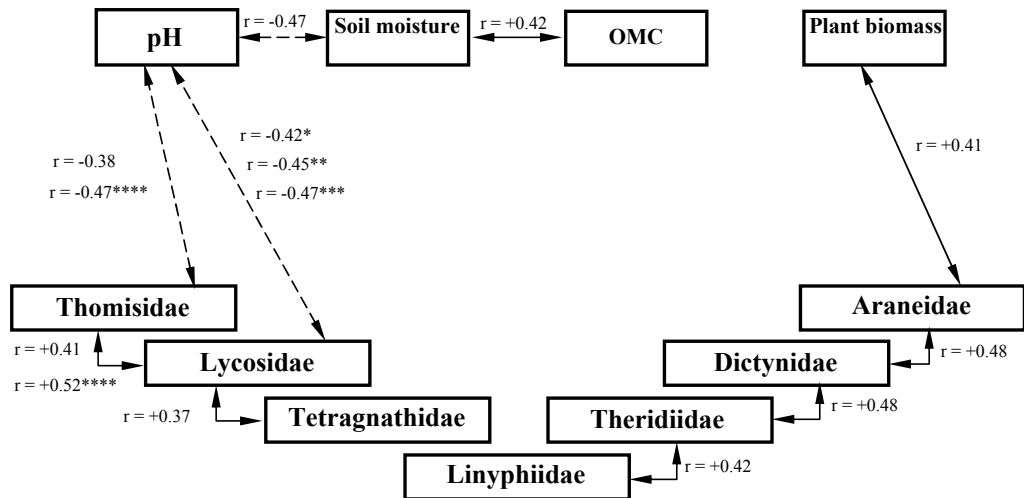 pH
r = -0.47
Soil moisture
r = +0.42
OMC
Plant biomass
r = -0.38
r = -0.47****
r = -0.42*
r = -0.45**
r = -0.47***
r = +0.41
Thomisidae
Araneidae
r = +0.41
r = +0.52****
Lycosidae
Dictynidae
r = +0.48
r = +0.37
Tetragnathidae
Theridiidae
r = +0.48
Linyphiidae
r = +0.42